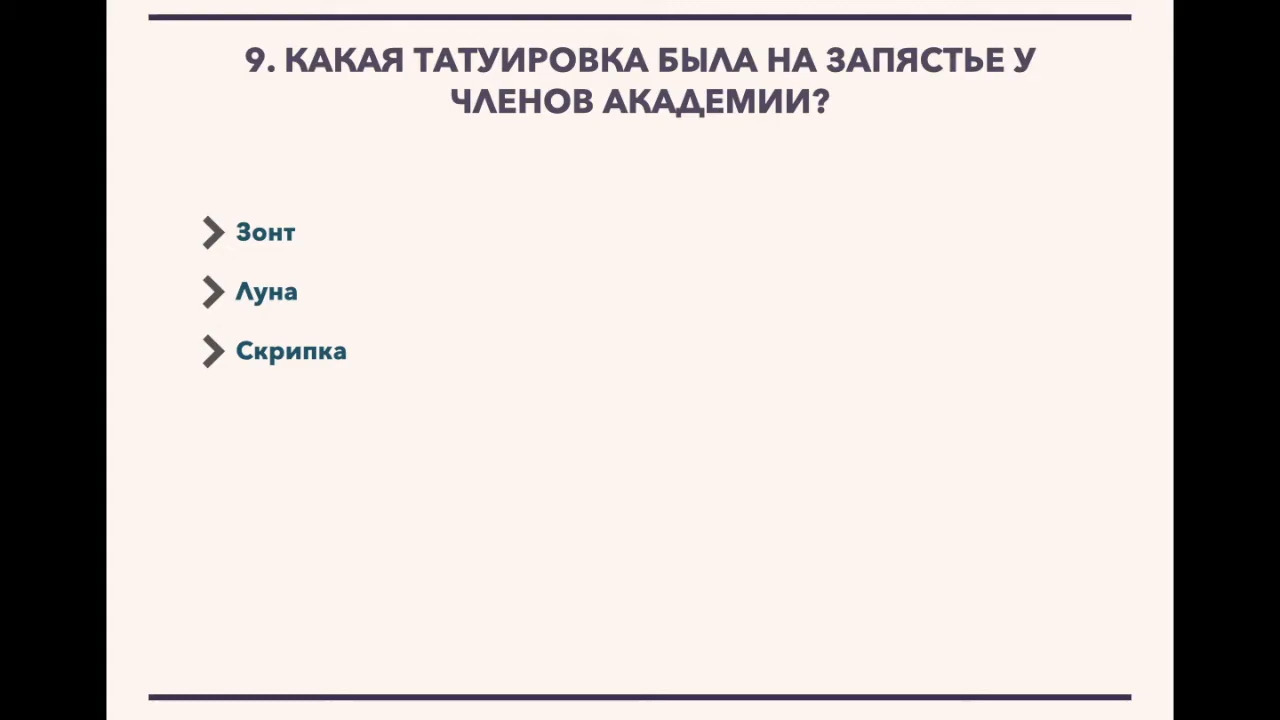 9. КАКАЯ ТАТУИРОВКА БЫЛА НА ЗАПЯСТЬЕ У
ЧЛЕНОВ АКАДЕМИИ?
Зонт
Луна
Скрипка